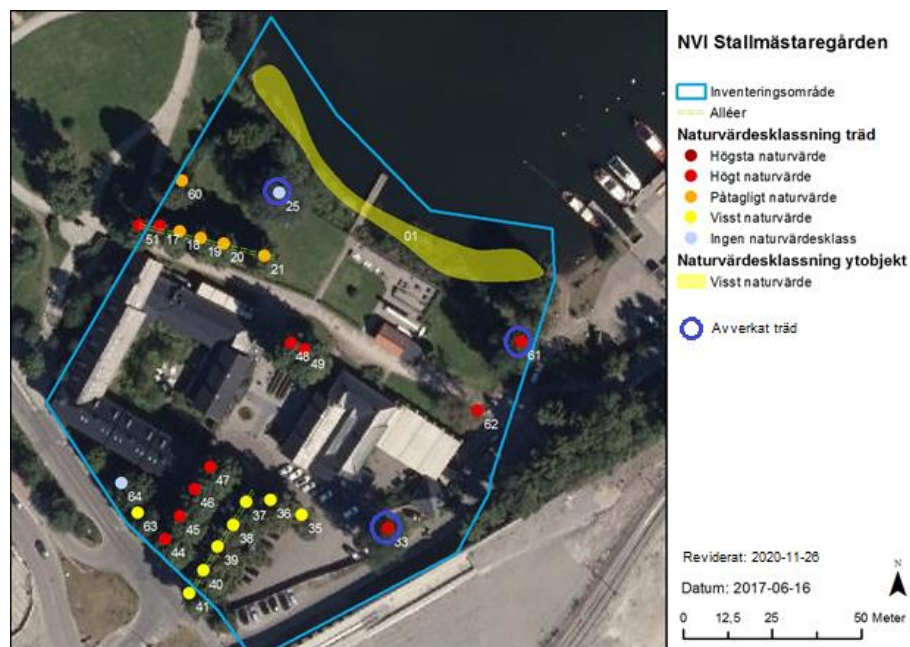 NVI Stallmästaregården
Inventeringsområde
Alléer
Naturvärdesklassning träd
Högsta naturvärde
Högt naturvärde
Påtagligt naturvärde
Visst naturvärde
Ingen naturvärdesklass
Naturvärdesklassning ytobjekt
Visst naturvärde
Avverkat träd
60
25
51 17 18 19 20 21
01
48 49
61
62
47
46
45
44
64
63
37 36 35
38
39
40
41
33
Reviderat: 2020-11-26
Datum: 2017-06-16
N
0 12,5 25 50 Meter